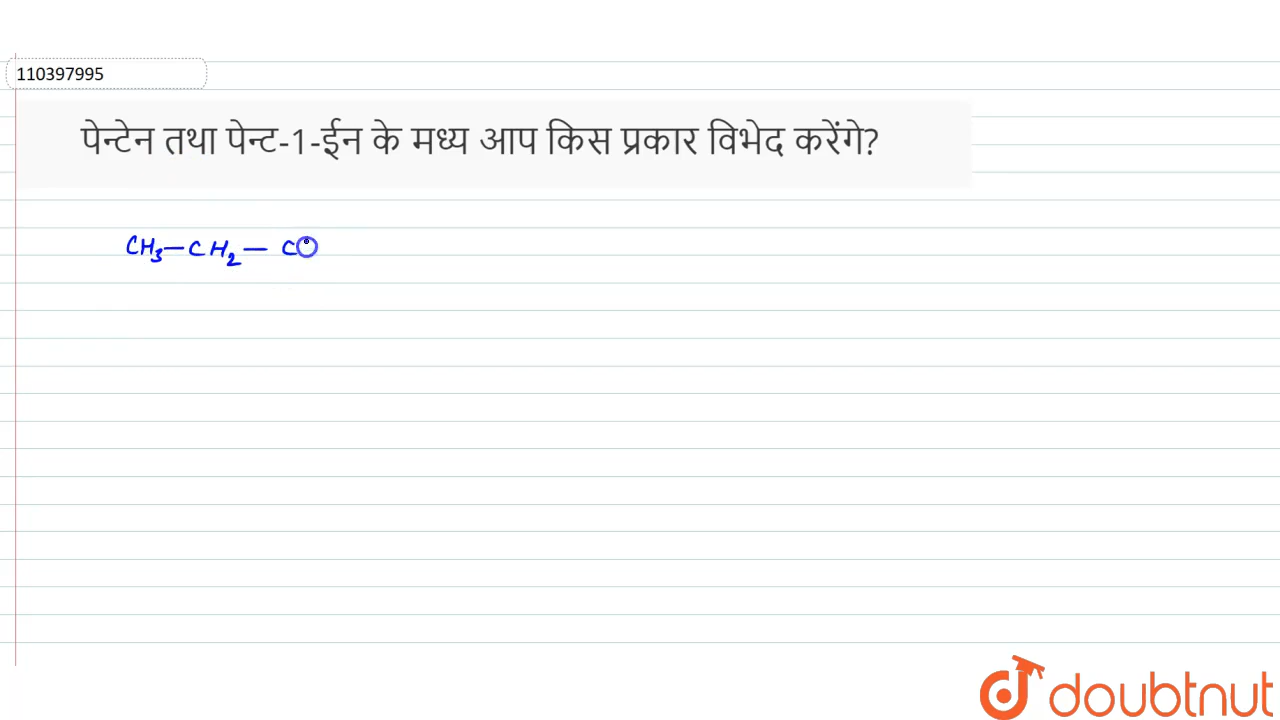 110397995
पेन्टेन तथा पेन्ट-1-ईन के मध्य आप किस प्रकार विभेद करेंगे?
CH₃—CH₂— C
doubtnut